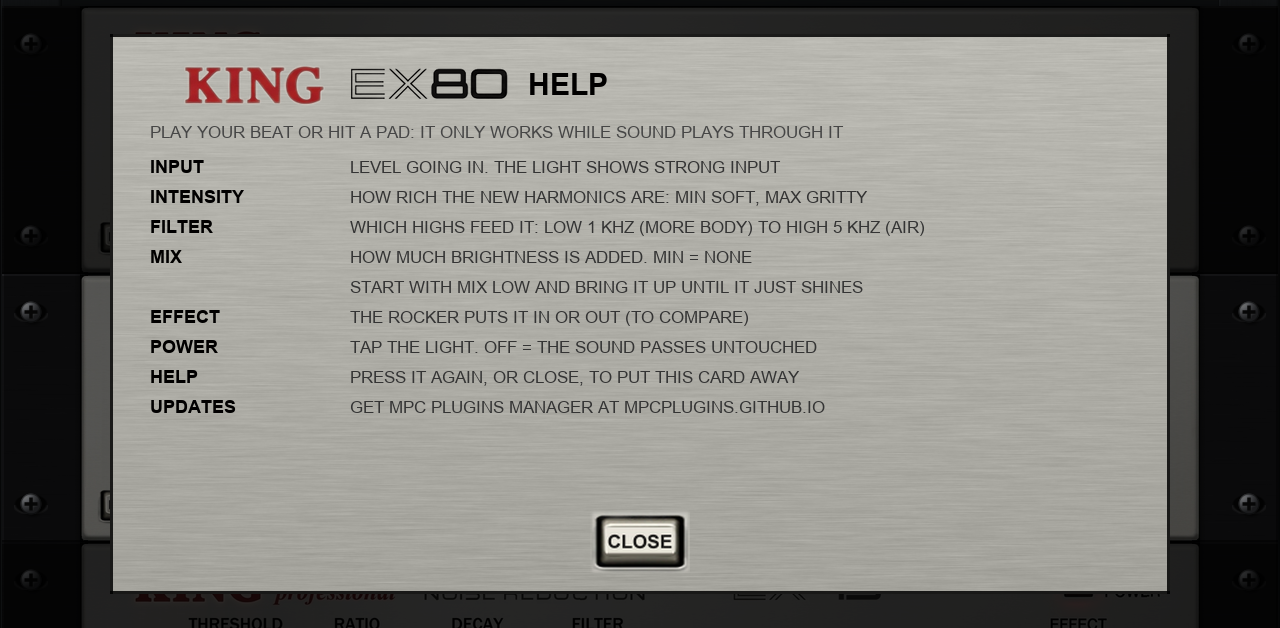 KING EX80 HELP
PLAY YOUR BEAT OR HIT A PAD: IT ONLY WORKS WHILE SOUND PLAYS THROUGH IT
INPUT LEVEL GOING IN. THE LIGHT SHOWS STRONG INPUT
INTENSITY HOW RICH THE NEW HARMONICS ARE: MIN SOFT, MAX GRITTY
FILTER WHICH HIGHS FEED IT: LOW 1 KHZ (MORE BODY) TO HIGH 5 KHZ (AIR)
MIX HOW MUCH BRIGHTNESS IS ADDED. MIN = NONE
START WITH MIX LOW AND BRING IT UP UNTIL IT JUST SHINES
EFFECT THE ROCKER PUTS IT IN OR OUT (TO COMPARE)
POWER TAP THE LIGHT. OFF = THE SOUND PASSES UNTOUCHED
HELP PRESS IT AGAIN, OR CLOSE, TO PUT THIS CARD AWAY
UPDATES GET MPC PLUGINS MANAGER AT MPCPLUGINS.GITHUB.IO
CLOSE
KING professional NOISE REDUCTION POWER
THRESHOLD RATIO DECAY FILTER EFFECT